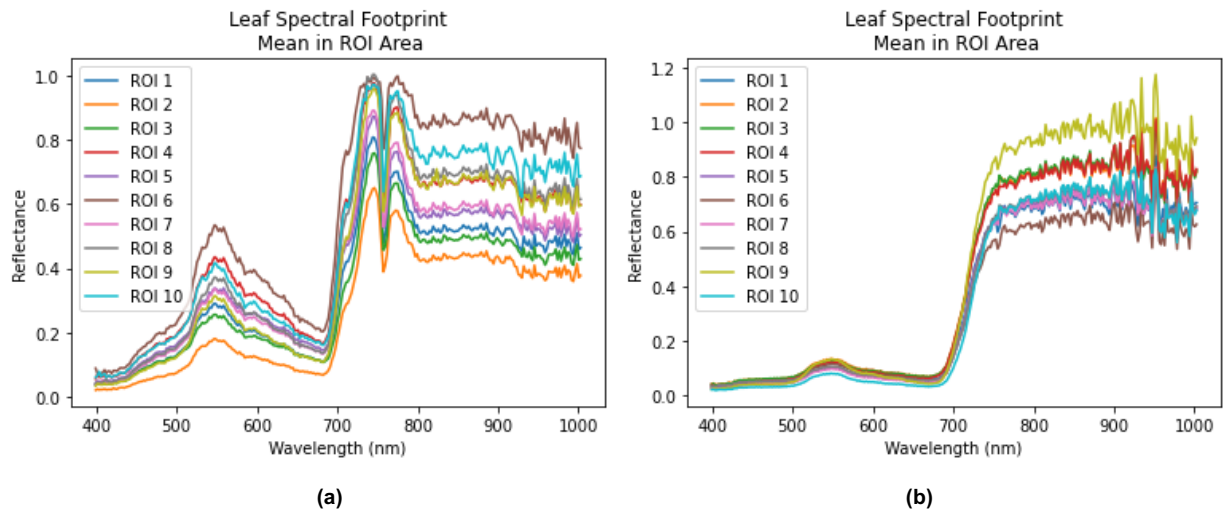 Leaf Spectral Footprint
Mean in ROI Area
1.0
0.8
0.6
0.4
0.2
0.0
Reflectance
ROI 1
ROI 2
ROI 3
ROI 4
ROI 5
ROI 6
ROI 7
ROI 8
ROI 9
ROI 10
400 500 600 700 800 900 1000
Wavelength (nm)
(a)
Leaf Spectral Footprint
Mean in ROI Area
1.2
1.0
0.8
0.6
0.4
0.2
0.0
Reflectance
ROI 1
ROI 2
ROI 3
ROI 4
ROI 5
ROI 6
ROI 7
ROI 8
ROI 9
ROI 10
400 500 600 700 800 900 1000
Wavelength (nm)
(b)